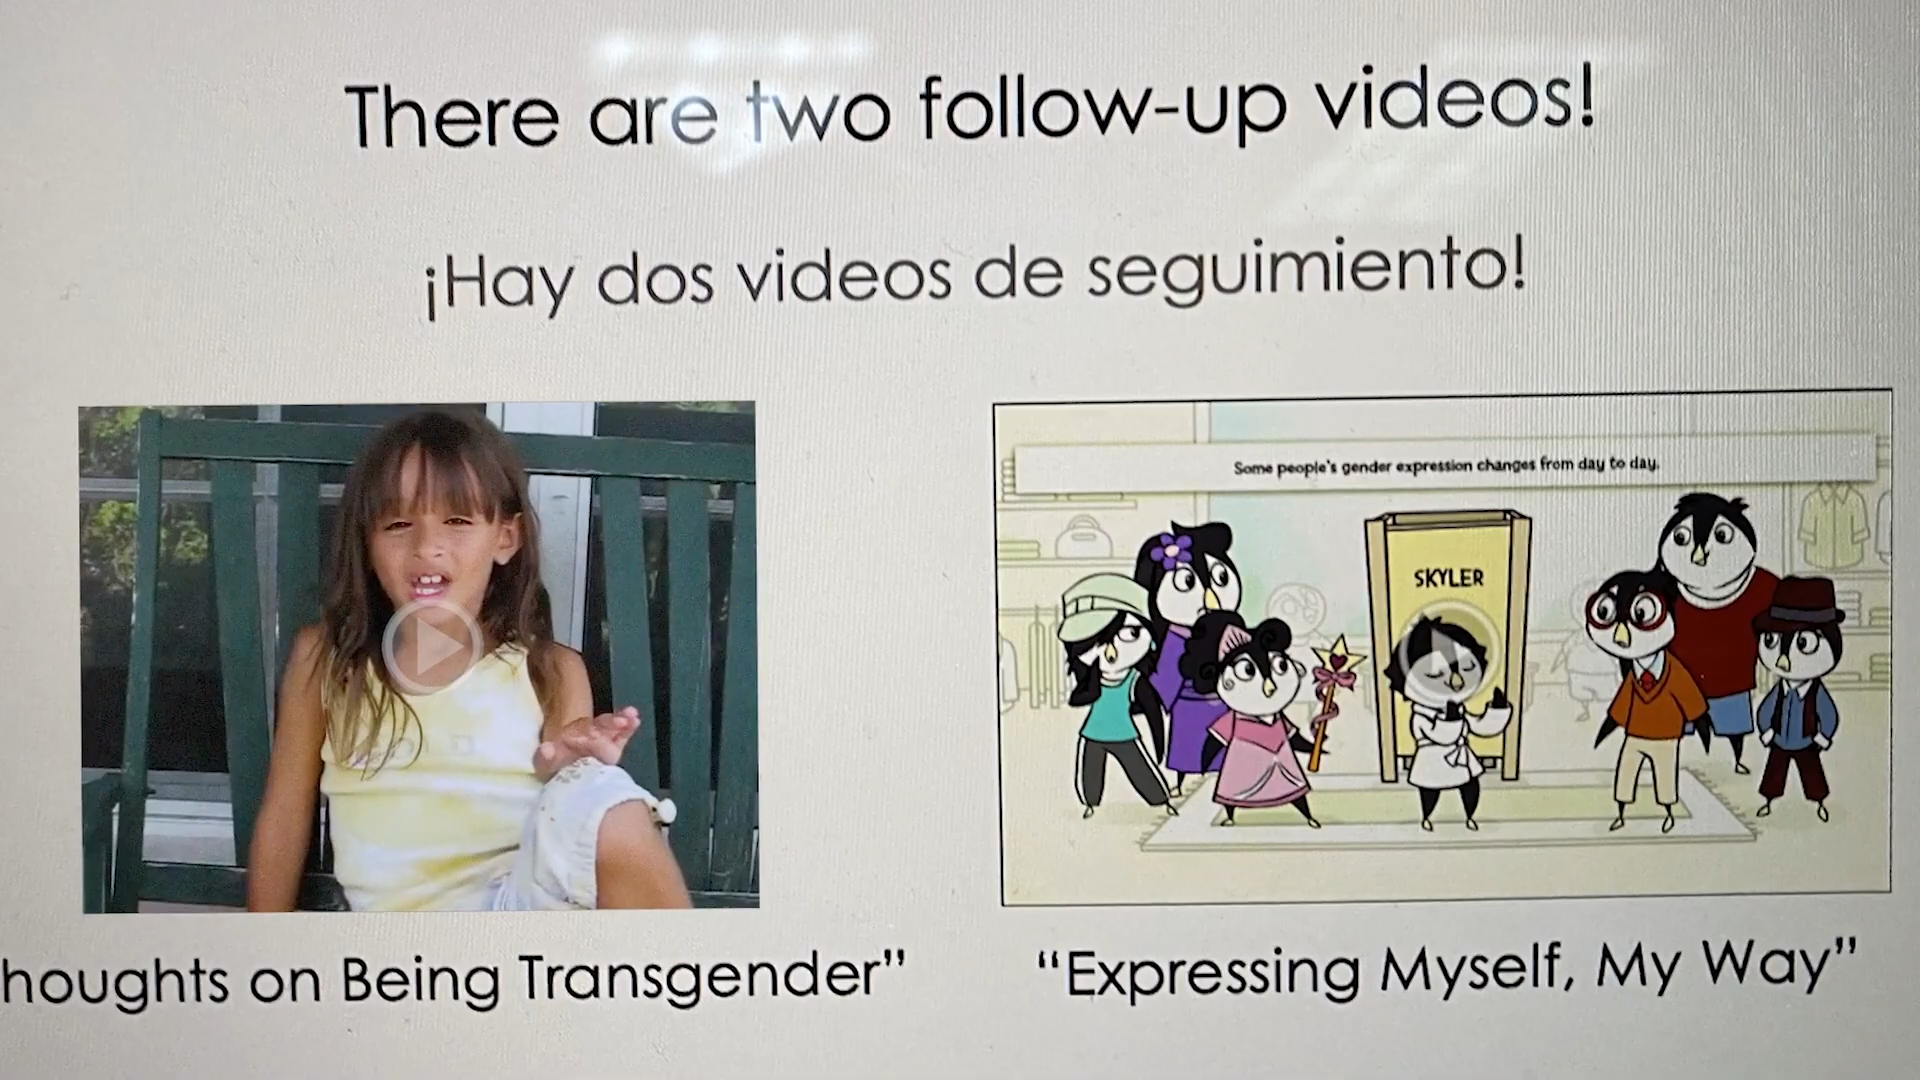 There are two follow-up videos!
¡Hay dos videos de seguimiento!
Some people's gender expression changes from day to day.
SKYLER
houghts on Being Transgender”
“Expressing Myself, My Way”